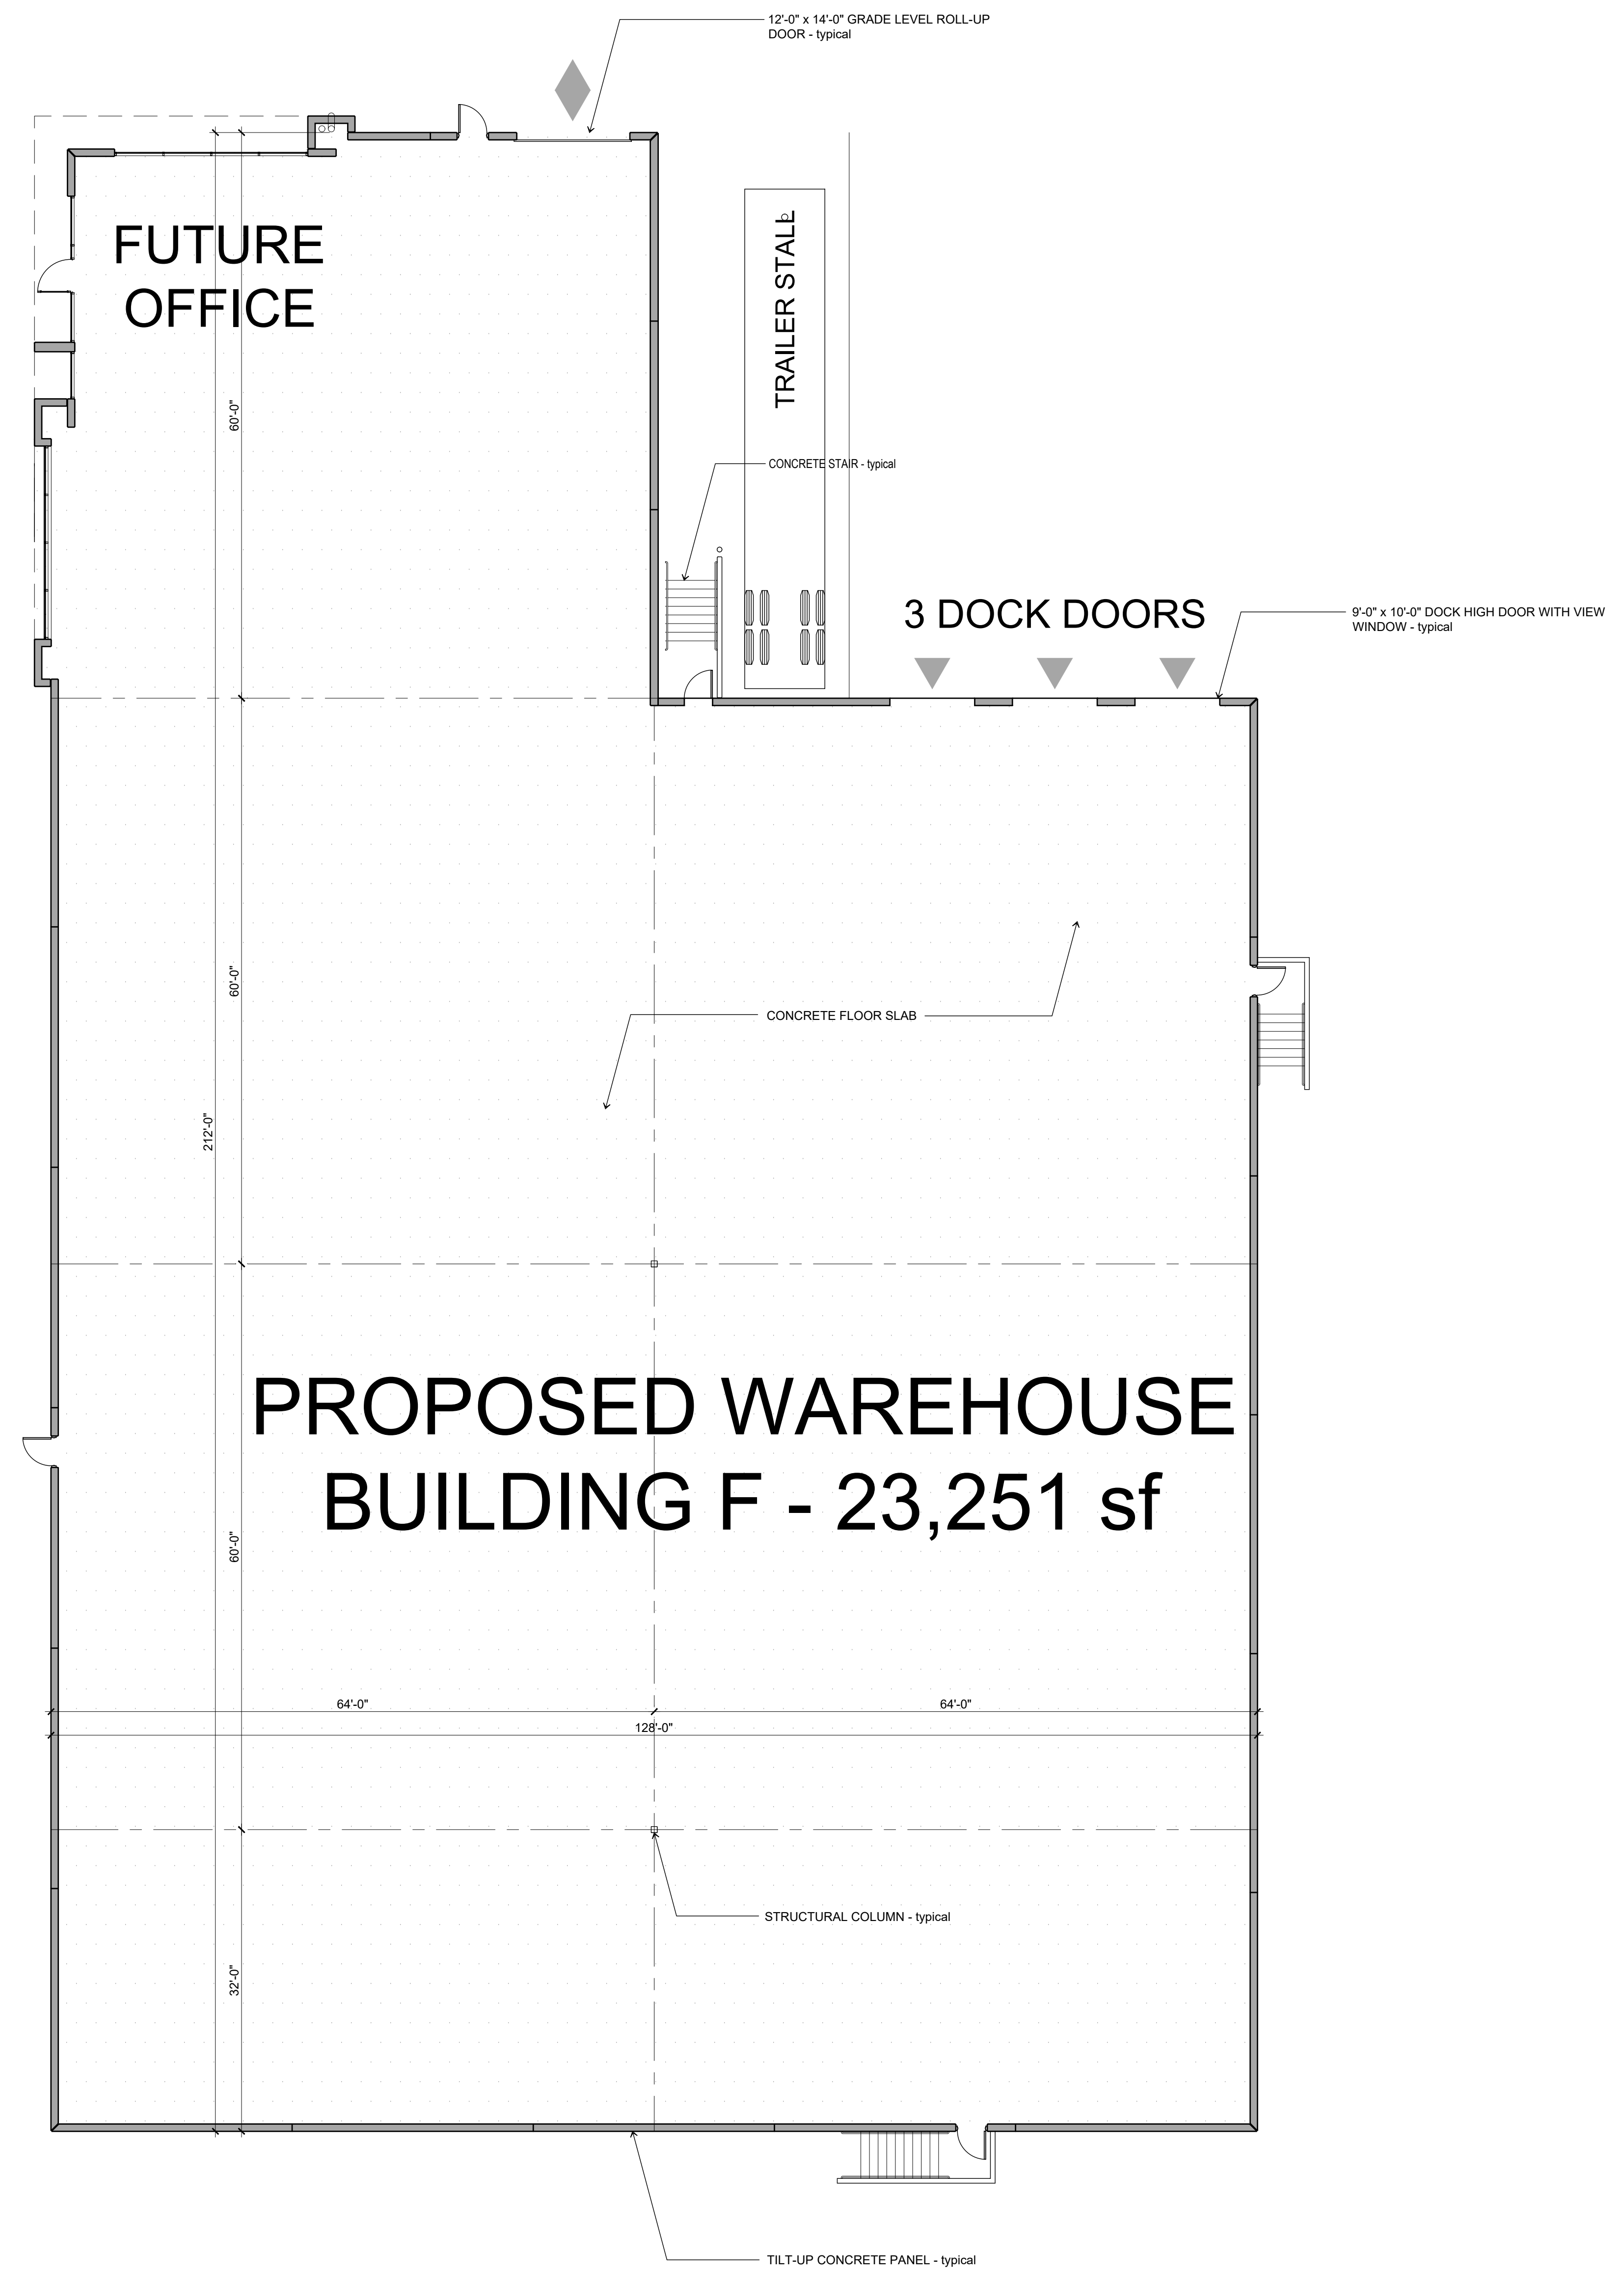 12'-0" x 14'-0" GRADE LEVEL ROLL-UP
DOOR - typical
FUTURE
OFFICE
TRAILER STALL
60'-0"
CONCRETE STAIR - typical
3 DOCK DOORS
9'-0" x 10'-0" DOCK HIGH DOOR WITH VIEW
WINDOW - typical
60'-0"
CONCRETE FLOOR SLAB
212'-0"
PROPOSED WAREHOUSE
BUILDING F - 23,251 sf
60'-0"
64'-0"
64'-0"
128'-0"
STRUCTURAL COLUMN - typical
32'-0"
TILT-UP CONCRETE PANEL - typical